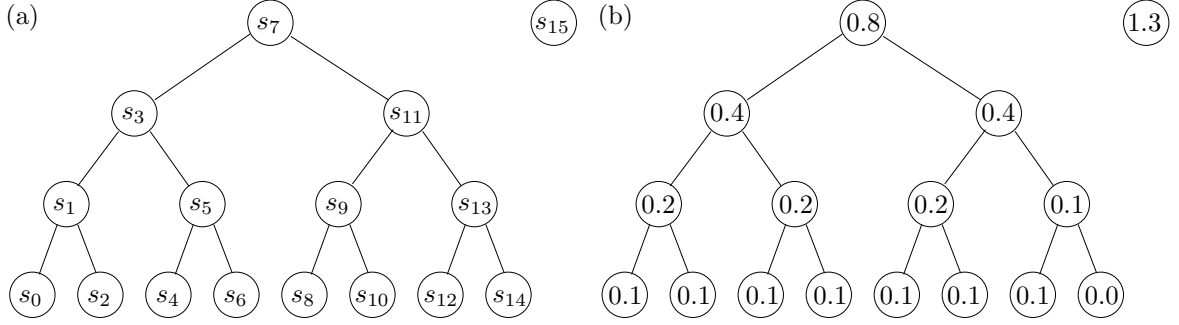 (a) s7 s15 (b) 0.8 1.3
s3 s11 0.4 0.4
s1 s5 s9 s13 0.2 0.2 0.2 0.1
s0 s2 s4 s6 s8 s10 s12 s14 0.1 0.1 0.1 0.1 0.1 0.1 0.1 0.0